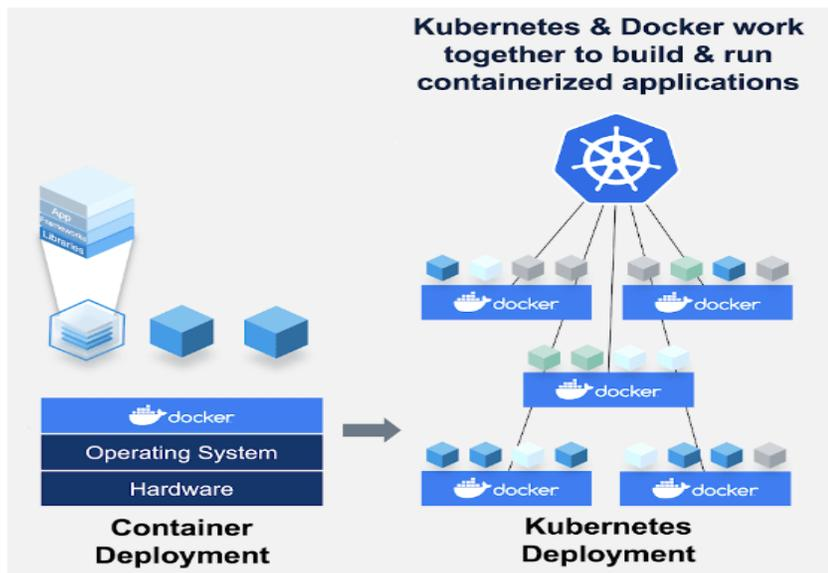 Kubernetes & Docker work
together to build & run
containerized applications
App
Frameworks
Libraries
docker
Operating System
Hardware
Container
Deployment
docker
docker
docker
docker
docker
Kubernetes
Deployment